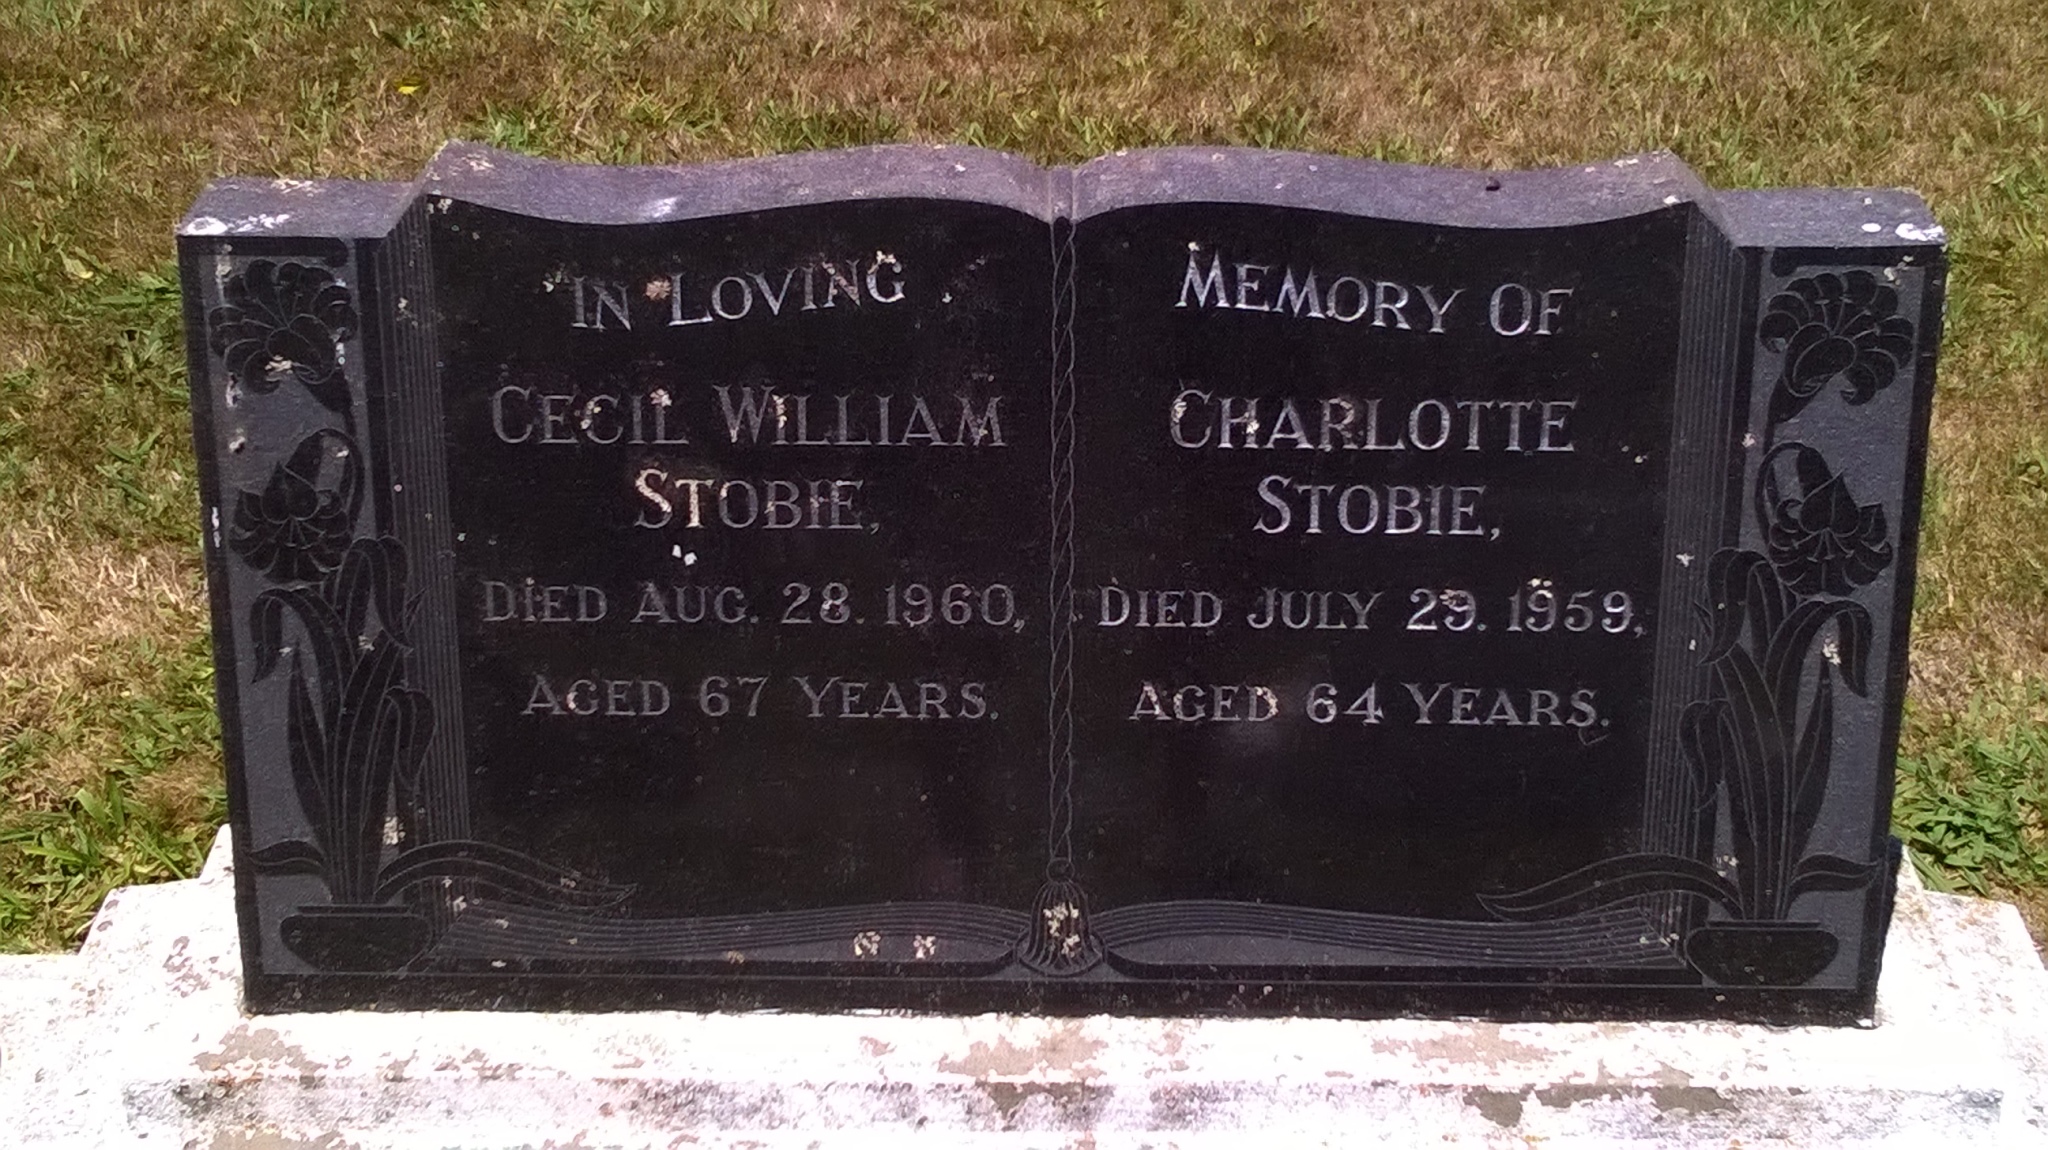 IN LOVING
CECIL WILLIAM
STOBIE,
DIED AUG. 28. 1960,
AGED 67 YEARS.
MEMORY OF
CHARLOTTE
STOBIE,
DIED JULY 29. 1959,
AGED 64 YEARS.